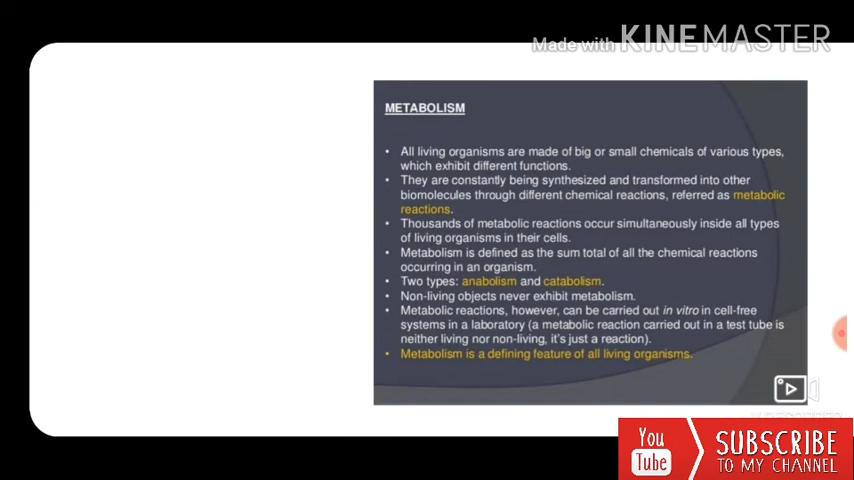 Made with KINEMASTER
METABOLISM
• All living organisms are made of big or small chemicals of various types,
which exhibit different functions.
• They are constantly being synthesized and transformed into other
biomolecules through different chemical reactions, referred as metabolic
reactions.
• Thousands of metabolic reactions occur simultaneously inside all types
of living organisms in their cells.
• Metabolism is defined as the sum total of all the chemical reactions
occurring in an organism.
• Two types: anabolism and catabolism.
• Non-living objects never exhibit metabolism.
• Metabolic reactions, however, can be carried out in vitro in cell-free
systems in a laboratory (a metabolic reaction carried out in a test tube is
neither living nor non-living, it's just a reaction).
• Metabolism is a defining feature of all living organisms.
You
Tube
SUBSCRIBE
TO MY CHANNEL